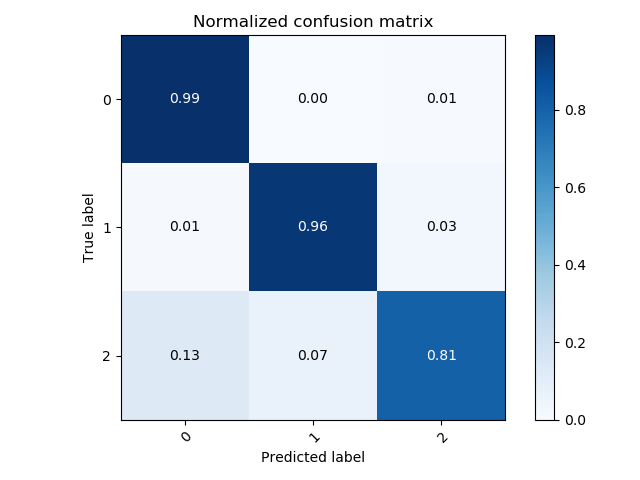 Normalized confusion matrix
True label
0 0.99 0.00 0.01
1 0.01 0.96 0.03
2 0.13 0.07 0.81
0 1 2
Predicted label
0.8
0.6
0.4
0.2
0.0